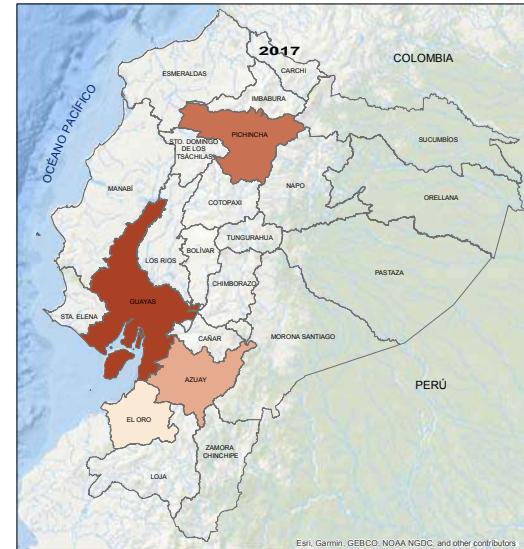 2017
COLOMBIA
ESMERALDAS
CARCHI
IMBABURA
OCÉANO PACÍFICO
PICHINCHA
STO. DOMINGO
DE LOS
TSÁCHILAS
SUCUMBÍOS
MANABÍ
NAPO
ORELLANA
COTOPAXI
TUNGURAHUA
BOLÍVAR
LOS RIOS
PASTAZA
CHIMBORAZO
GUAYAS
STA. ELENA
CAÑAR
MORONA SANTIAGO
AZUAY
PERÚ
EL ORO
ZAMORA
CHINCHIPE
LOJA
Esri, Garmin, GEBCO, NOAA NGDC, and other contributors